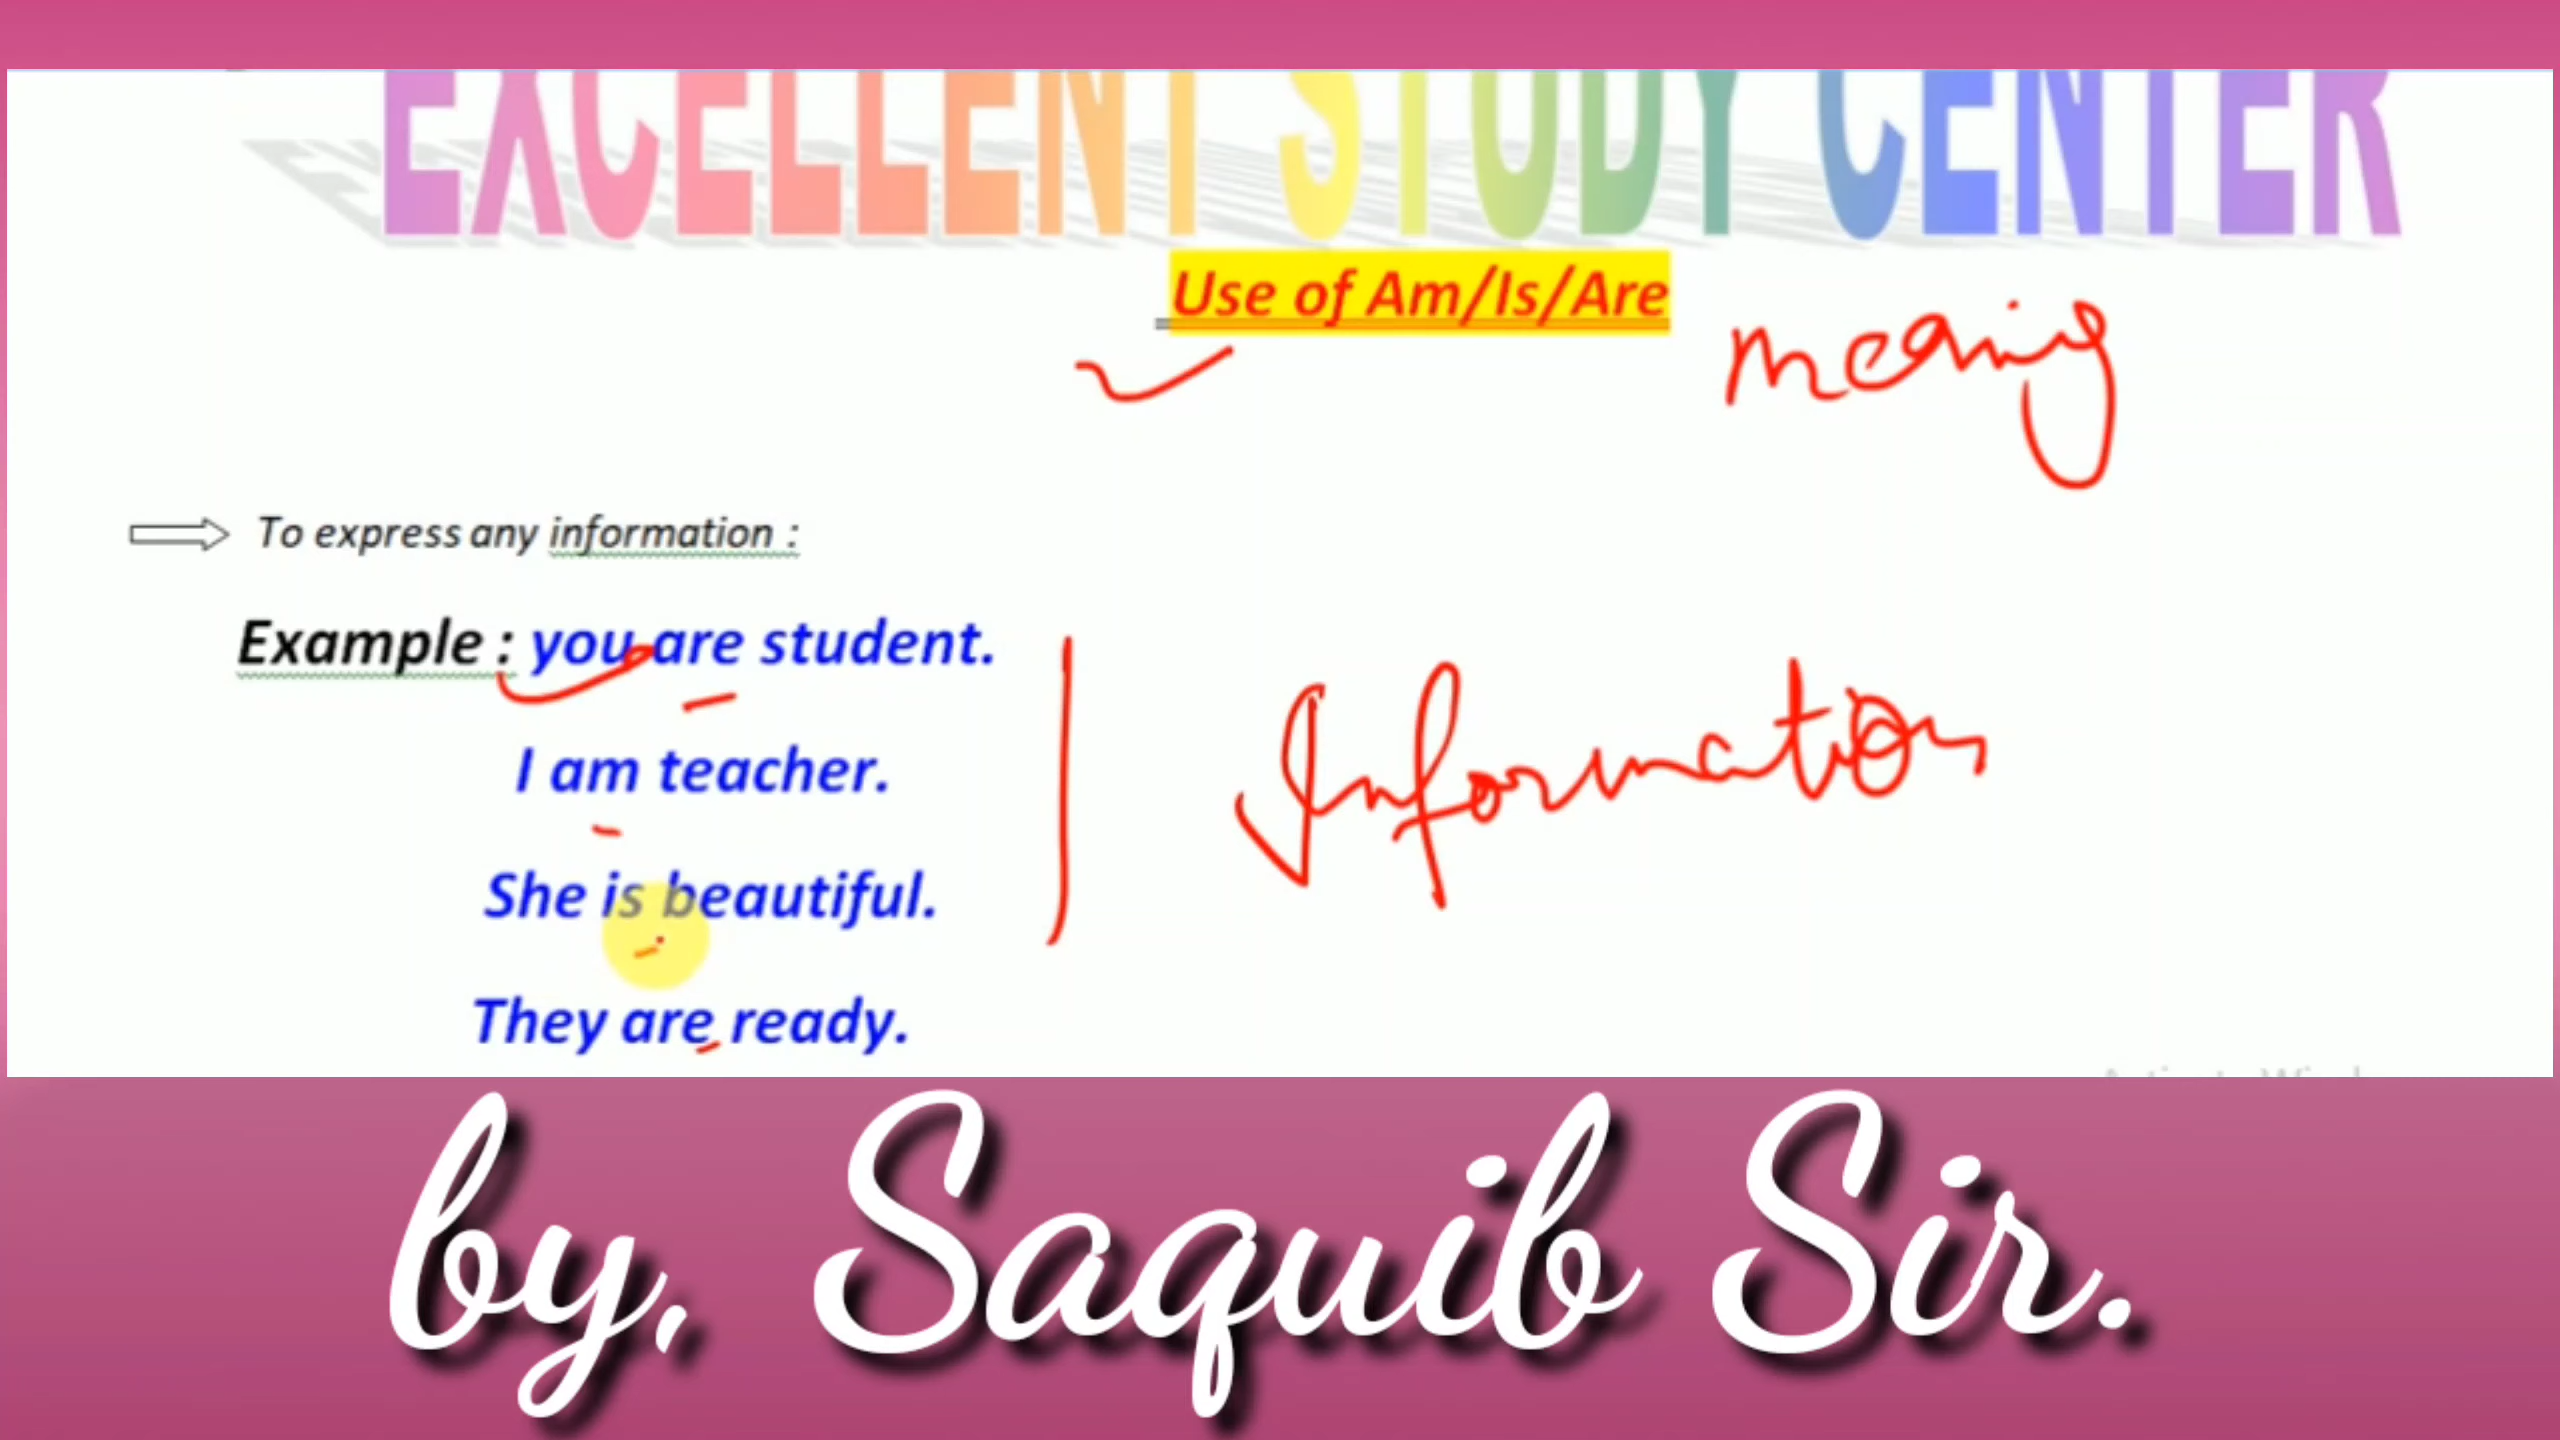 EXCELLENT STUDY CENTER
Use of Am/Is/Are
meaning
To express any information :
Example : you are student.
I am teacher.
Information
She is beautiful.
They are ready.
by, Saquib Sir.